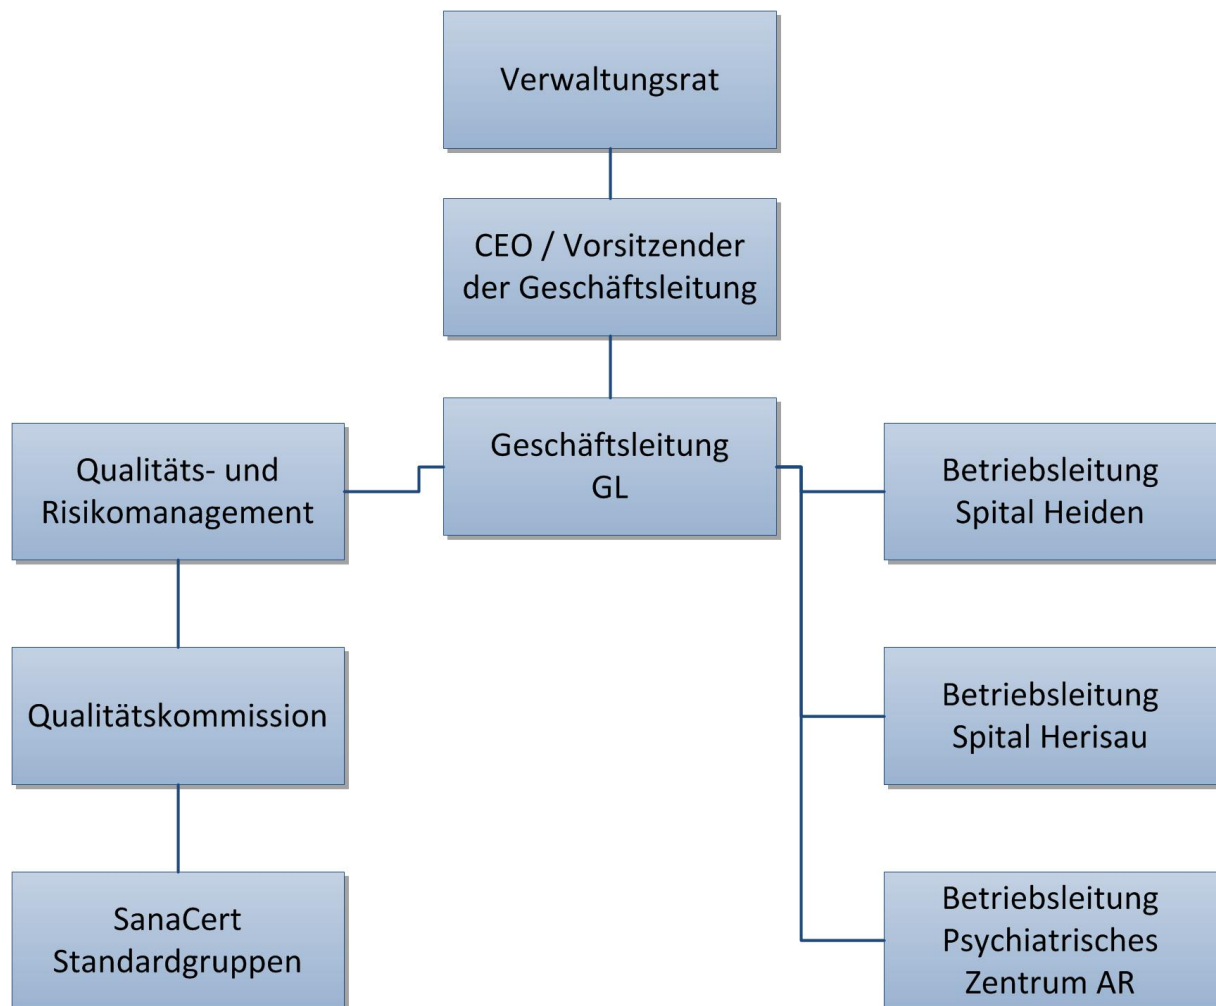 Verwaltungsrat
CEO / Vorsitzender
der Geschäftsleitung
Geschäftsleitung
GL
Qualitäts- und
Risikomanagement
Qualitätskommission
SanaCert
Standardgruppen
Betriebsleitung
Spital Heiden
Betriebsleitung
Spital Herisau
Betriebsleitung
Psychiatrisches
Zentrum AR